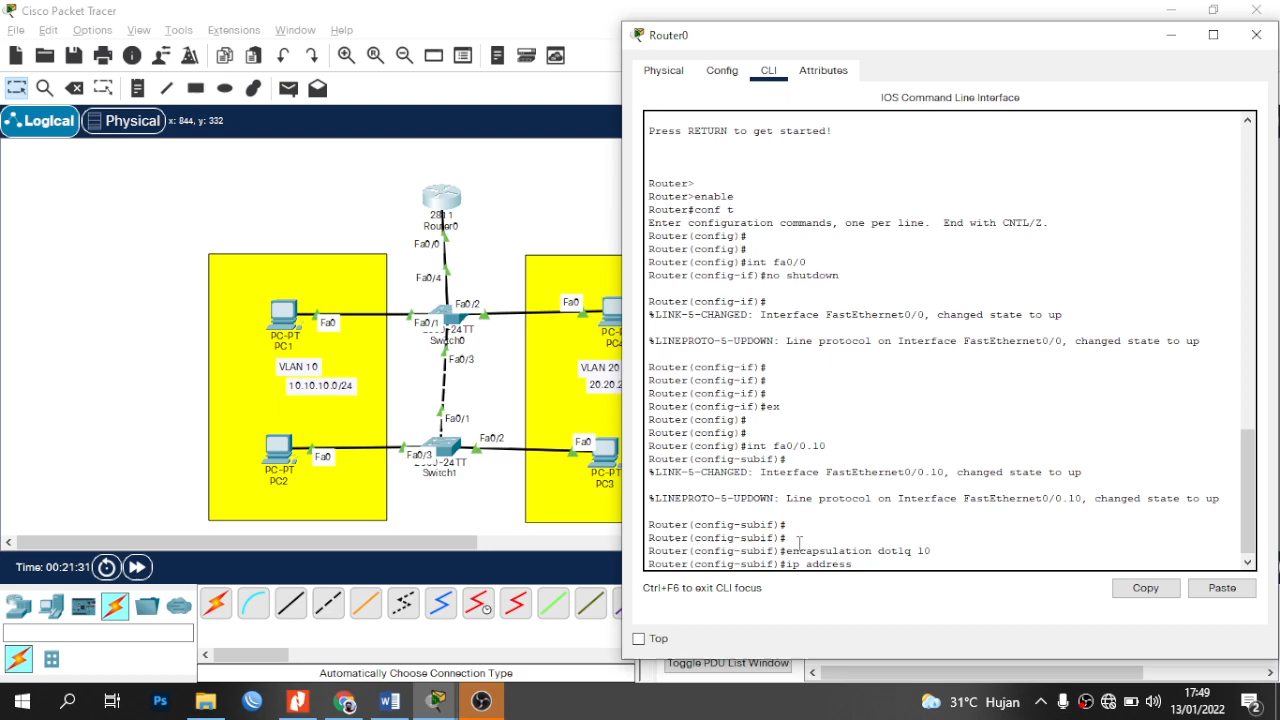 Cisco Packet Tracer
File Edit Options View Tools Extensions Window Help
Logical
Physical
x: 844, y: 332
2811
Router0
Fa0/0
Fa0/4
Fa0/2
Fa0
Fa0
Fa0/1
PC-PT
PC1
Switch0
Fa0/3
VLAN 10
10.10.10.0/24
VLAN 20
20.20.2
Fa0/1
Fa0/2
Fa0
Fa0/3
Fa0
PC-PT
PC2
Switch1
PC-PT
PC3
Time: 00:21:31
Automatically Choose Connection Type
Router0
Physical Config CLI Attributes
IOS Command Line Interface
Press RETURN to get started!
Router>
Router>enable
Router#conf t
Enter configuration commands, one per line. End with CNTL/Z.
Router(config)#
Router(config)#
Router(config)#int fa0/0
Router(config-if)#no shutdown
Router(config-if)#
%LINK-5-CHANGED: Interface FastEthernet0/0, changed state to up
%LINEPROTO-5-UPDOWN: Line protocol on Interface FastEthernet0/0, changed state to up
Router(config-if)#
Router(config-if)#
Router(config-if)#
Router(config-if)#ex
Router(config)#
Router(config)#
Router(config)#int fa0/0.10
Router(config-subif)#
%LINK-5-CHANGED: Interface FastEthernet0/0.10, changed state to up
%LINEPROTO-5-UPDOWN: Line protocol on Interface FastEthernet0/0.10, changed state to up
Router(config-subif)#
Router(config-subif)#
Router(config-subif)#encapsulation dot1q 10
Router(config-subif)#ip address
Ctrl+F6 to exit CLI focus
Copy
Paste
Top
Toggle PDU List Window
31°C Hujan
17:49
13/01/2022
2